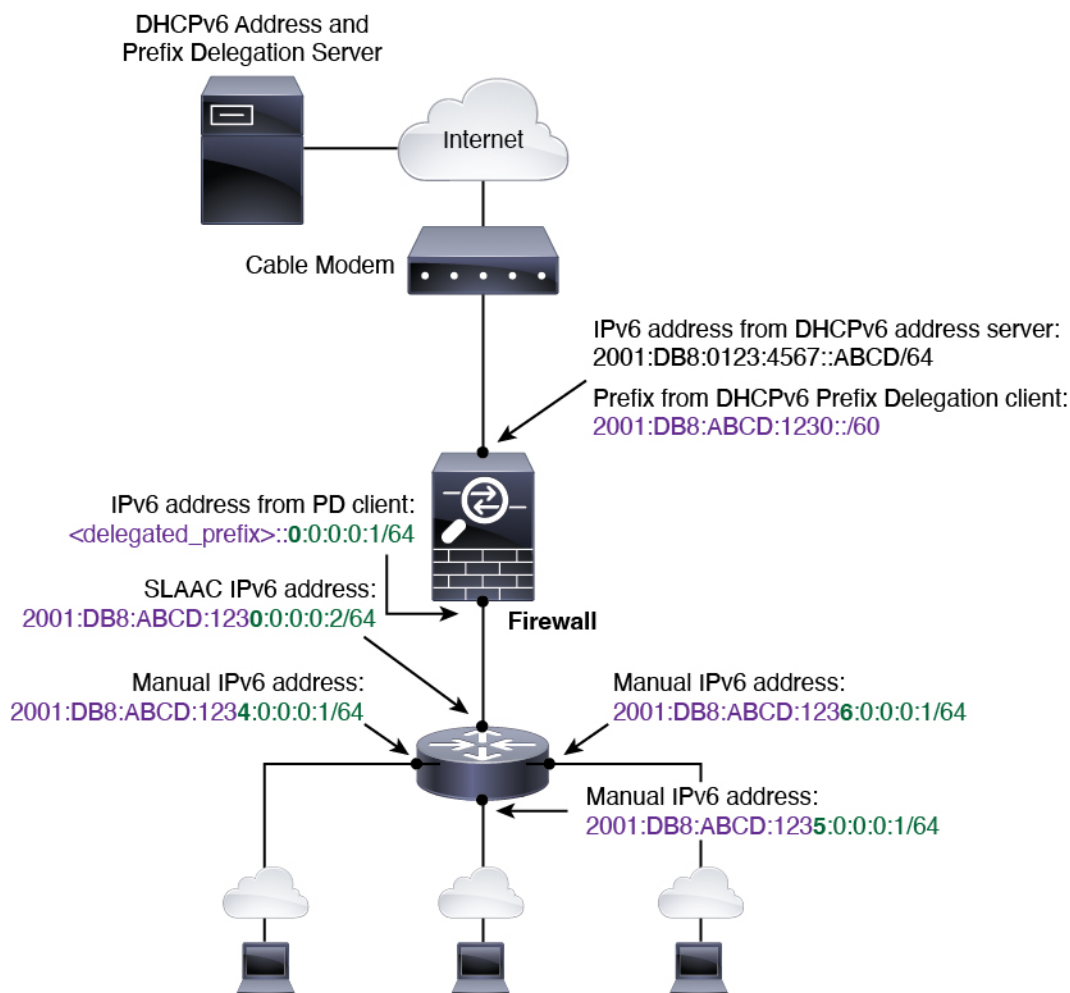 DHCPv6 Address and
Prefix Delegation Server
Internet
Cable Modem
IPv6 address from DHCPv6 address server:
2001:DB8:0123:4567::ABCD/64
Prefix from DHCPv6 Prefix Delegation client:
2001:DB8:ABCD:1230::/60
IPv6 address from PD client:
<delegated_prefix>::0:0:0:0:1/64
SLAAC IPv6 address:
2001:DB8:ABCD:1230:0:0:0:2/64
Firewall
Manual IPv6 address:
2001:DB8:ABCD:1234:0:0:0:1/64
Manual IPv6 address:
2001:DB8:ABCD:1236:0:0:0:1/64
Manual IPv6 address:
2001:DB8:ABCD:1235:0:0:0:1/64